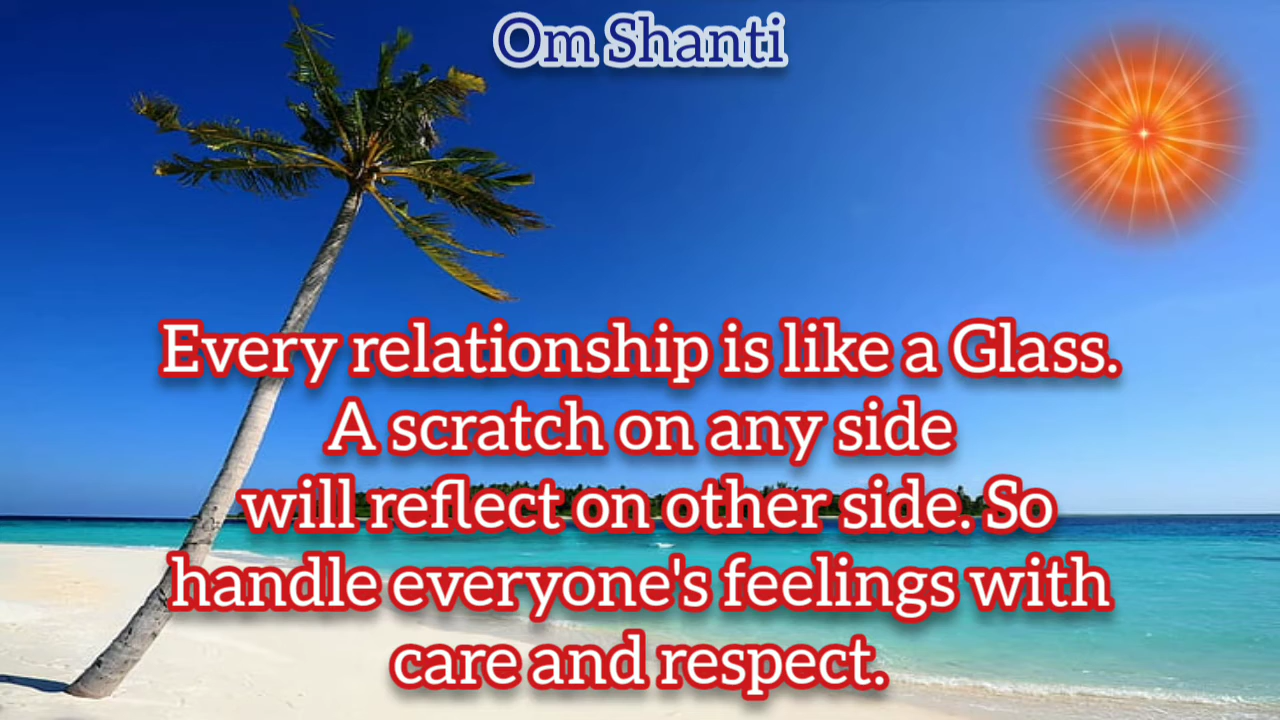 Om Shanti
Every relationship is like a Glass.
A scratch on any side
will reflect on other side. So
handle everyone's feelings with
care and respect.